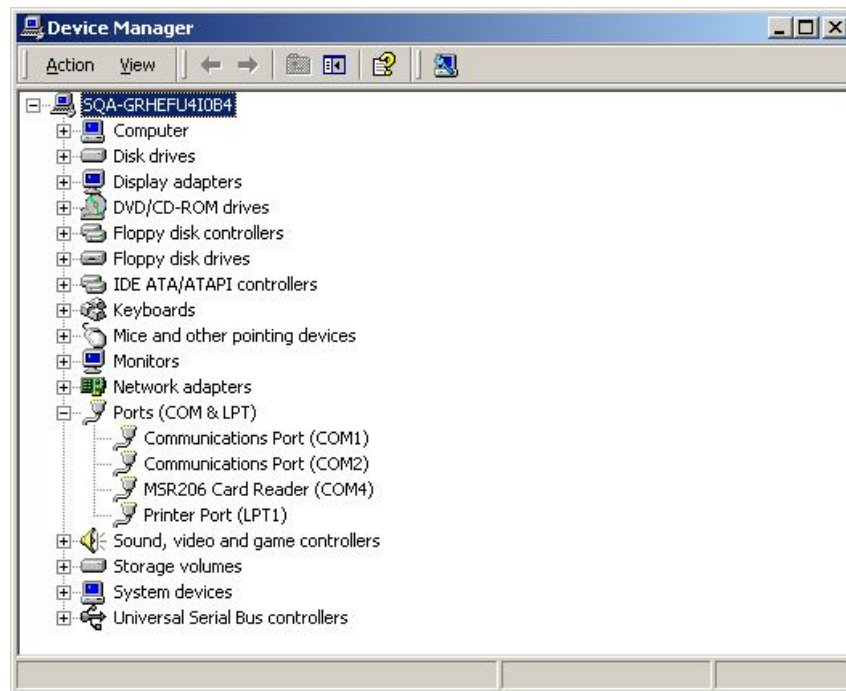 Device Manager
Action View
SQA-GRHEFU4I0B4
Computer
Disk drives
Display adapters
DVD/CD-ROM drives
Floppy disk controllers
Floppy disk drives
IDE ATA/ATAPI controllers
Keyboards
Mice and other pointing devices
Monitors
Network adapters
Ports (COM & LPT)
Communications Port (COM1)
Communications Port (COM2)
MSR206 Card Reader (COM4)
Printer Port (LPT1)
Sound, video and game controllers
Storage volumes
System devices
Universal Serial Bus controllers